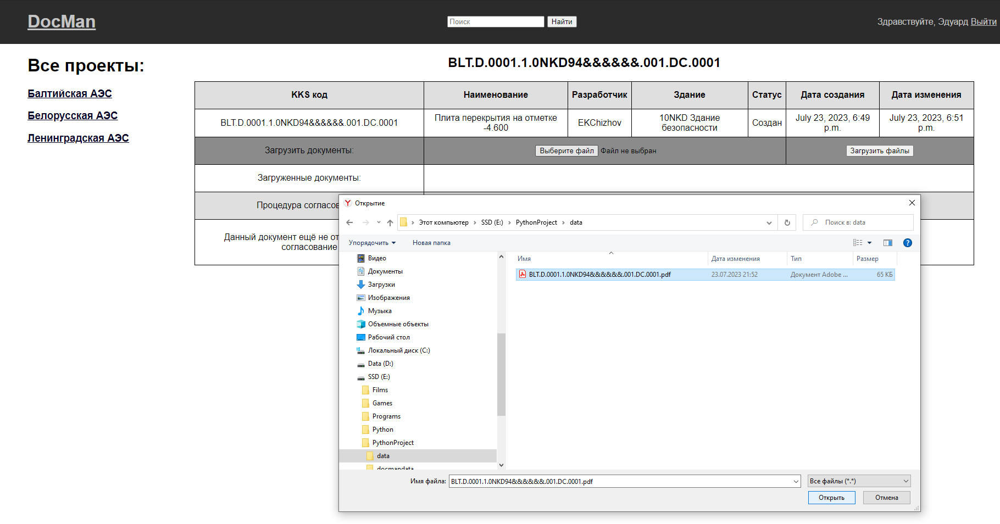 DocMan
Поиск
Найти
Здравствуйте, Эдуард Выйти
Все проекты:
Балтийская АЭС
Белорусская АЭС
Ленинградская АЭС
BLT.D.0001.1.0NKD94&&&&&&.001.DC.0001
KKS код
Наименование
Разработчик
Здание
Статус
Дата создания
Дата изменения
BLT.D.0001.1.0NKD94&&&&&&.001.DC.0001
Плита перекрытия на отметке
-4.600
EKChizhov
10NKD Здание
безопасности
Создан
July 23, 2023, 6:49
p.m.
July 23, 2023, 6:51
p.m.
Загрузить документы:
Выберите файл
Файл не выбран
Загрузить файлы
Загруженные документы:
Процедура согласов
Данный документ ещё не от
согласование
Открытие
Этот компьютер
SSD (E:)
PythonProject
data
Поиск в: data
Упорядочить
Новая папка
Видео
Документы
Загрузки
Изображения
Музыка
Объемные объекты
Рабочий стол
Локальный диск (C:)
Data (D:)
SSD (E:)
Films
Games
Programs
Python
PythonProject
data
docmandata
Имя
Дата изменения
Тип
Размер
BLT.D.0001.1.0NKD94&&&&&&.001.DC.0001.pdf
23.07.2023 21:52
Документ Adobe ...
65 КБ
Имя файла:
BLT.D.0001.1.0NKD94&&&&&&.001.DC.0001.pdf
Все файлы (*.*)
Открыть
Отмена